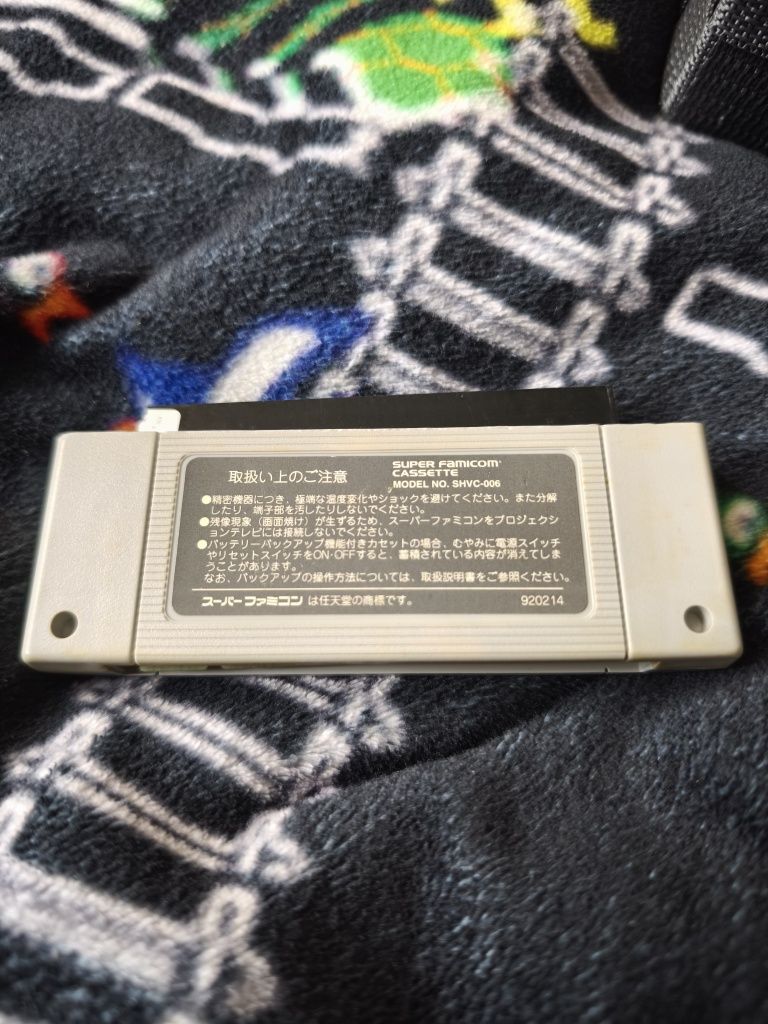 取扱い上のご注意
SUPER FAMICOM
CASSETTE
MODEL NO. SHVC-006
●精密機器につき、極端な温度変化やショックを避けてください。また分解
したり、端子部を汚したりしないでください。
●残像現象（画面焼け）が生ずるため、スーパーファミコンをプロジェクシ
ョンテレビには接続しないでください。
●バッテリーバックアップ機能付きカセットの場合、むやみに電源スイッチ
やリセットスイッチをON・OFFすると、蓄積されている内容が消えてしま
うことがあります。
なお、バックアップの操作方法については、取扱説明書をご参照ください。
スーパーファミコン は任天堂の商標です。
920214